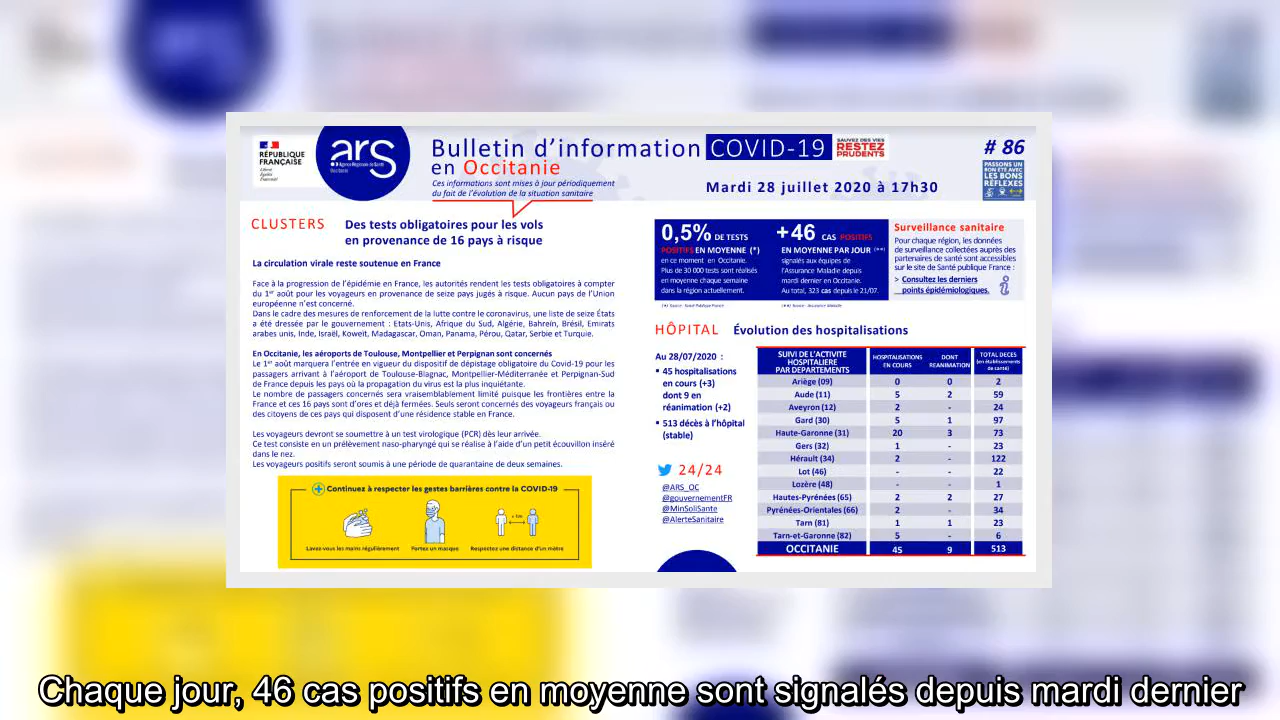 RÉPUBLIQUE
FRANÇAISE
Liberté
Égalité
Fraternité
ars
Agence Régionale de Santé
Occitanie
Bulletin d'information COVID-19
en Occitanie
Ces informations sont mises à jour périodiquement
du fait de l'évolution de la situation sanitaire
SAUVEZ DES VIES
RESTEZ
PRUDENTS
# 86
Mardi 28 juillet 2020 à 17h30
PASSONS UN
BON ÉTÉ AVEC
LES BONS
RÉFLEXES
CLUSTERS
Des tests obligatoires pour les vols
en provenance de 16 pays à risque
La circulation virale reste soutenue en France
Face à la progression de l'épidémie en France, les autorités rendent les tests obligatoires à compter
du 1er août pour les voyageurs en provenance de seize pays jugés à risque. Aucun pays de l'Union
européenne n'est concerné.
Dans le cadre des mesures de renforcement de la lutte contre le coronavirus, une liste de seize États
a été dressée par le gouvernement : Etats-Unis, Afrique du Sud, Algérie, Bahreïn, Brésil, Emirats
arabes unis, Inde, Israël, Koweït, Madagascar, Oman, Panama, Pérou, Qatar, Serbie et Turquie.
En Occitanie, les aéroports de Toulouse, Montpellier et Perpignan sont concernés
Le 1er août marquera l'entrée en vigueur du dispositif de dépistage obligatoire du Covid-19 pour les
passagers arrivant à l'aéroport de Toulouse-Blagnac, Montpellier-Méditerranée et Perpignan-Sud
de France depuis les pays où la propagation du virus est la plus inquiétante.
Le nombre de passagers concernés sera vraisemblablement limité puisque les frontières entre la
France et ces 16 pays sont d'ores et déjà fermées. Seuls seront concernés des voyageurs français ou
des citoyens de ces pays qui disposent d'une résidence stable en France.
Les voyageurs devront se soumettre à un test virologique (PCR) dès leur arrivée.
Ce test consiste en un prélèvement naso-pharyngé qui se réalise à l'aide d'un petit écouvillon inséré
dans le nez.
Les voyageurs positifs seront soumis à une période de quarantaine de deux semaines.
Continuez à respecter les gestes barrières contre la COVID-19
Lavez-vous les mains régulièrement
Portez un masque
Respectez une distance d'un mètre
0,5% DE TESTS
POSITIFS EN MOYENNE (*)
en ce moment en Occitanie.
Plus de 30 000 tests sont réalisés
en moyenne chaque semaine
dans la région actuellement.
(*) Source : Santé Publique France
+46 CAS POSITIFS
EN MOYENNE PAR JOUR (**)
signalés aux équipes de
l'Assurance Maladie depuis
mardi dernier en Occitanie.
Au total, 323 cas depuis le 21/07.
(**) Source : Assurance Maladie
Surveillance sanitaire
Pour chaque région, les données
de surveillance collectées auprès des
partenaires de santé sont accessibles
sur le site de Santé publique France :
> Consultez les derniers
points épidémiologiques.
HÔPITAL
Évolution des hospitalisations
Au 28/07/2020 :
▪ 45 hospitalisations
en cours (+3)
dont 9 en
réanimation (+2)
▪ 513 décès à l'hôpital
(stable)
24/24
@ARS_OC
@gouvernementFR
@MinSoliSante
@AlerteSanitaire
SUIVI DE L'ACTIVITE
HOSPITALIERE
PAR DEPARTEMENTS
HOSPITALISATIONS
EN COURS
DONT
REANIMATION
TOTAL DECES
(en établissements
de santé)
Ariège (09) 0 0 2
Aude (11) 5 2 59
Aveyron (12) 2 - 24
Gard (30) 5 1 97
Haute-Garonne (31) 20 3 73
Gers (32) 1 - 23
Hérault (34) 2 - 122
Lot (46) - - 22
Lozère (48) - - 1
Hautes-Pyrénées (65) 2 2 27
Pyrénées-Orientales (66) 2 - 34
Tarn (81) 1 1 23
Tarn-et-Garonne (82) 5 - 6
OCCITANIE 45 9 513
Chaque jour, 46 cas positifs en moyenne sont signalés depuis mardi dernier